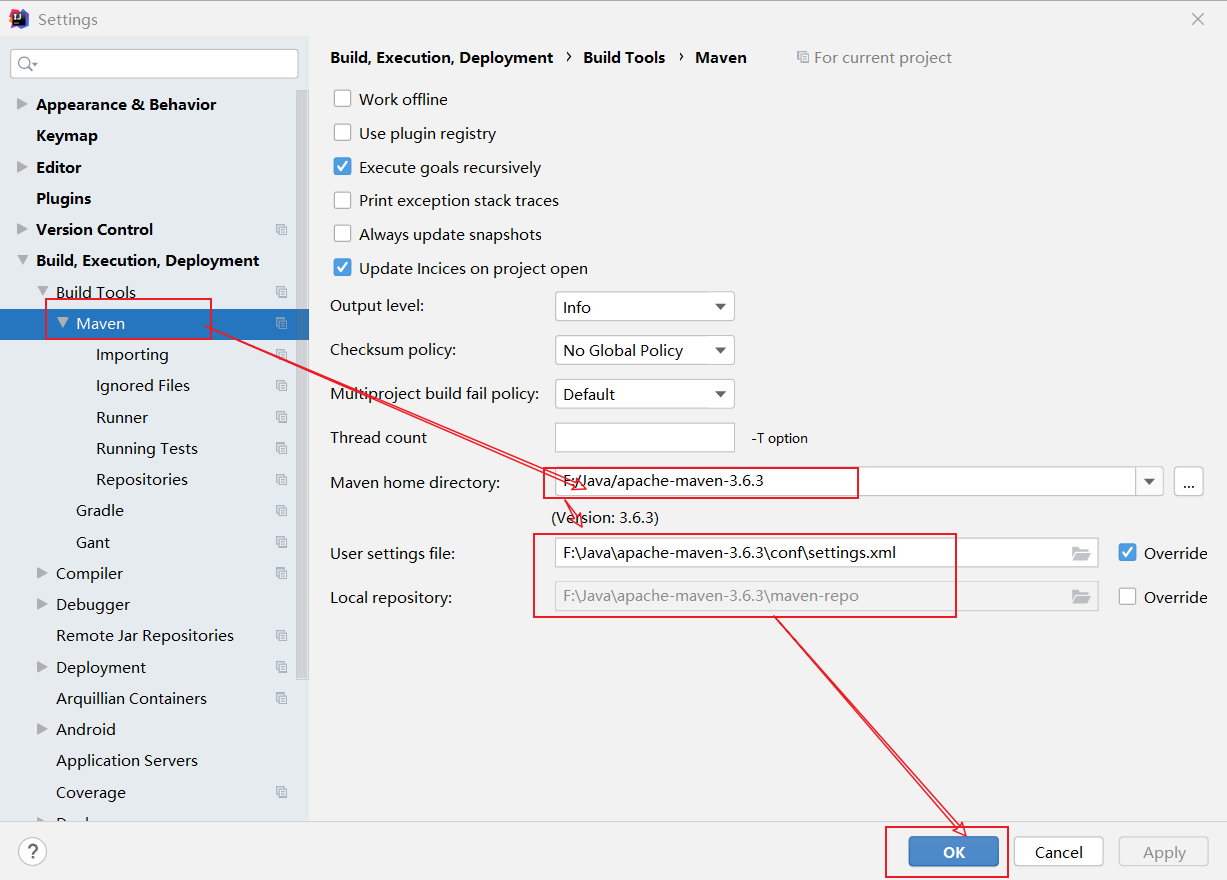 Settings
Build, Execution, Deployment › Build Tools › Maven For current project
Appearance & Behavior
Keymap
Editor
Plugins
Version Control
Build, Execution, Deployment
Build Tools
Maven
Importing
Ignored Files
Runner
Running Tests
Repositories
Gradle
Gant
Compiler
Debugger
Remote Jar Repositories
Deployment
Arquillian Containers
Android
Application Servers
Coverage
Work offline
Use plugin registry
Execute goals recursively
Print exception stack traces
Always update snapshots
Update Incices on project open
Output level: Info
Checksum policy: No Global Policy
Multiproject build fail policy: Default
Thread count -T option
Maven home directory: F:/Java/apache-maven-3.6.3 ...
(Version: 3.6.3)
User settings file: F:\Java\apache-maven-3.6.3\conf\settings.xml Override
Local repository: F:\Java\apache-maven-3.6.3\maven-repo Override
? OK Cancel Apply